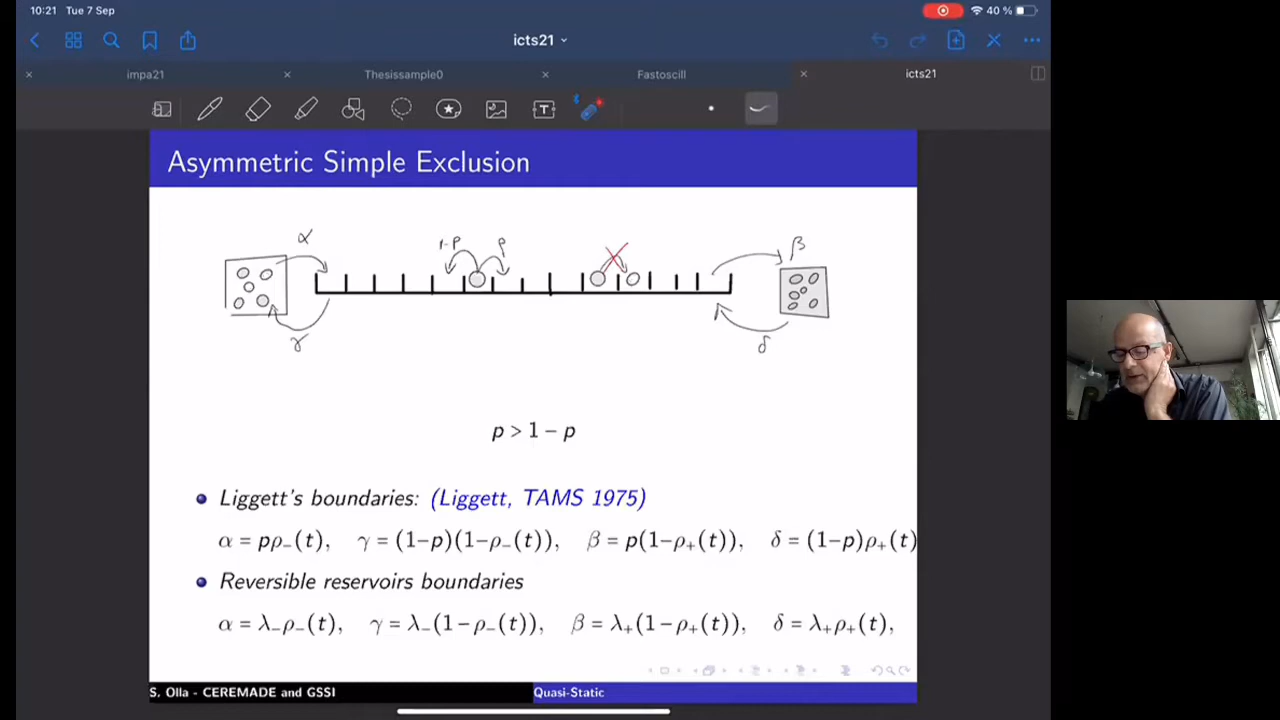 10:21 Tue 7 Sep
40 %
icts21
impa21
Thesissample0
Fastoscill
icts21
T
Asymmetric Simple Exclusion
α
1-p
p
β
γ
δ
p > 1 − p
Liggett's boundaries: (Liggett, TAMS 1975)
α = pρ₋(t), γ = (1−p)(1−ρ₋(t)), β = p(1−ρ₊(t)), δ = (1−p)ρ₊(t)
Reversible reservoirs boundaries
α = λ₋ρ₋(t), γ = λ₋(1−ρ₋(t)), β = λ₊(1−ρ₊(t)), δ = λ₊ρ₊(t),
S. Olla - CEREMADE and GSSI
Quasi-Static